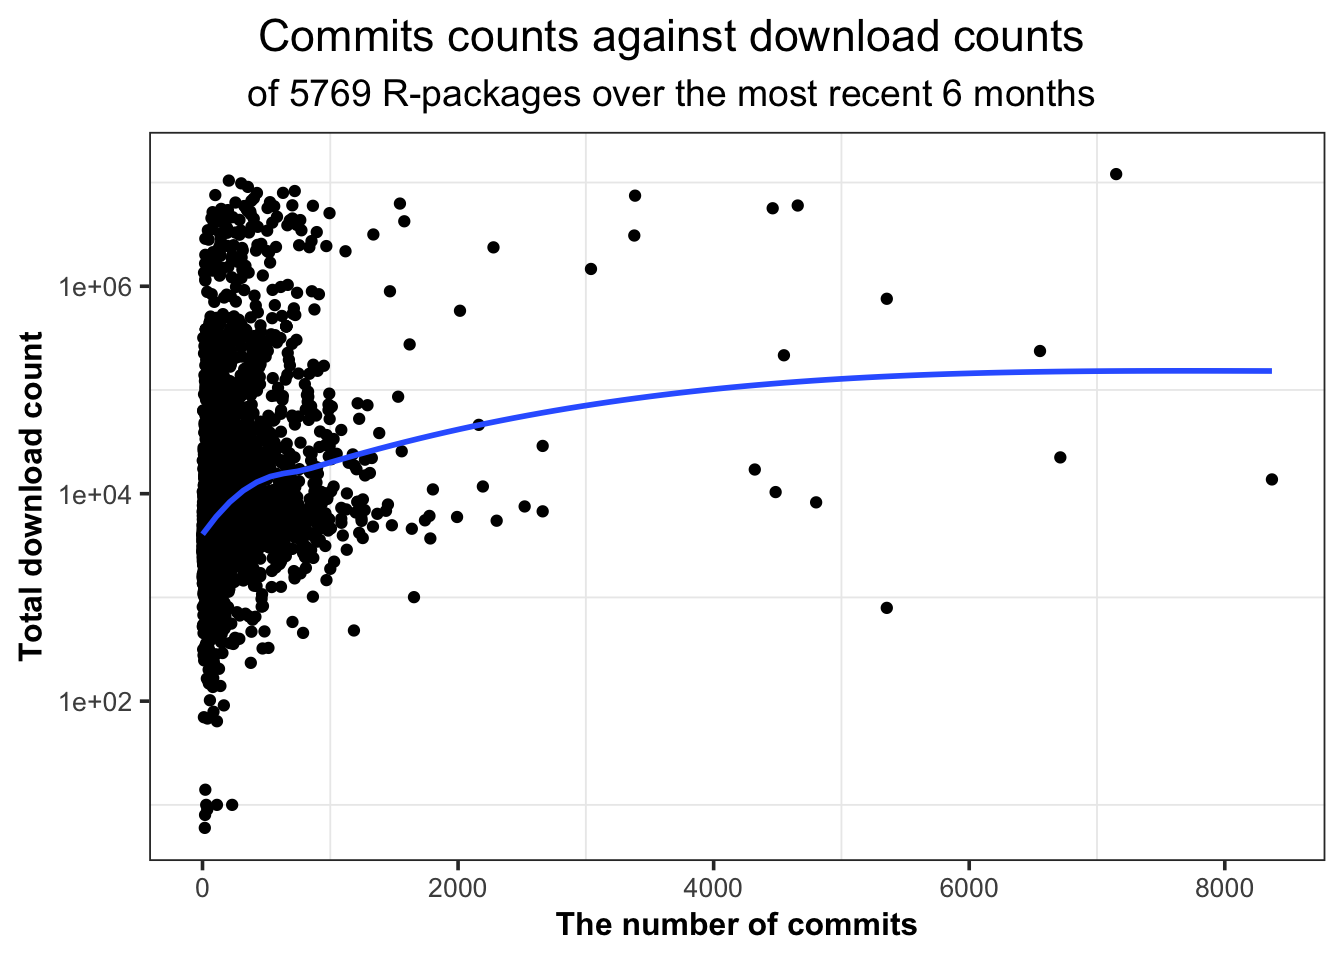 Commits counts against download counts
of 5769 R-packages over the most recent 6 months
Total download count
1e+06
1e+04
1e+02
0 2000 4000 6000 8000
The number of commits